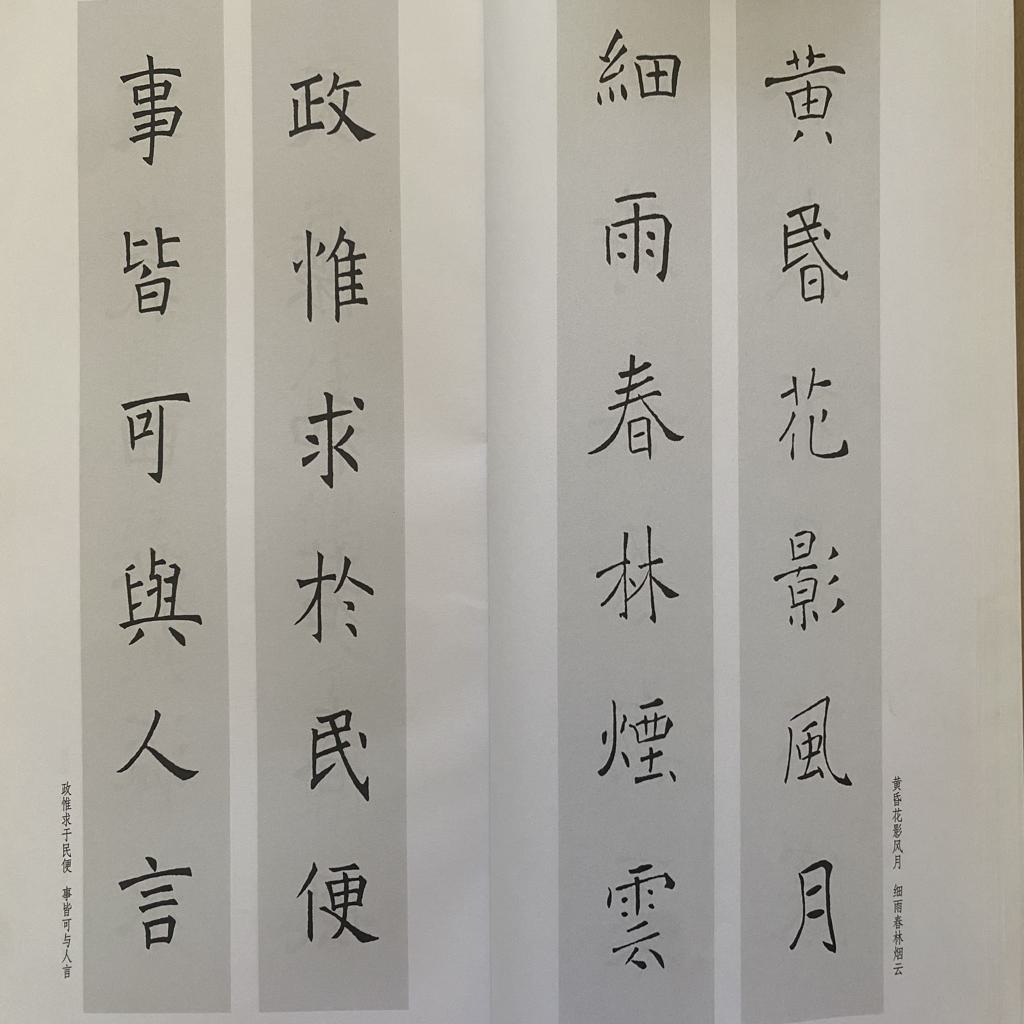 黄昬花影風月
細雨春林煙雲
黄昏花影风月　细雨春林烟云
政惟求於民便
事皆可與人言
政惟求于民便　事皆可与人言